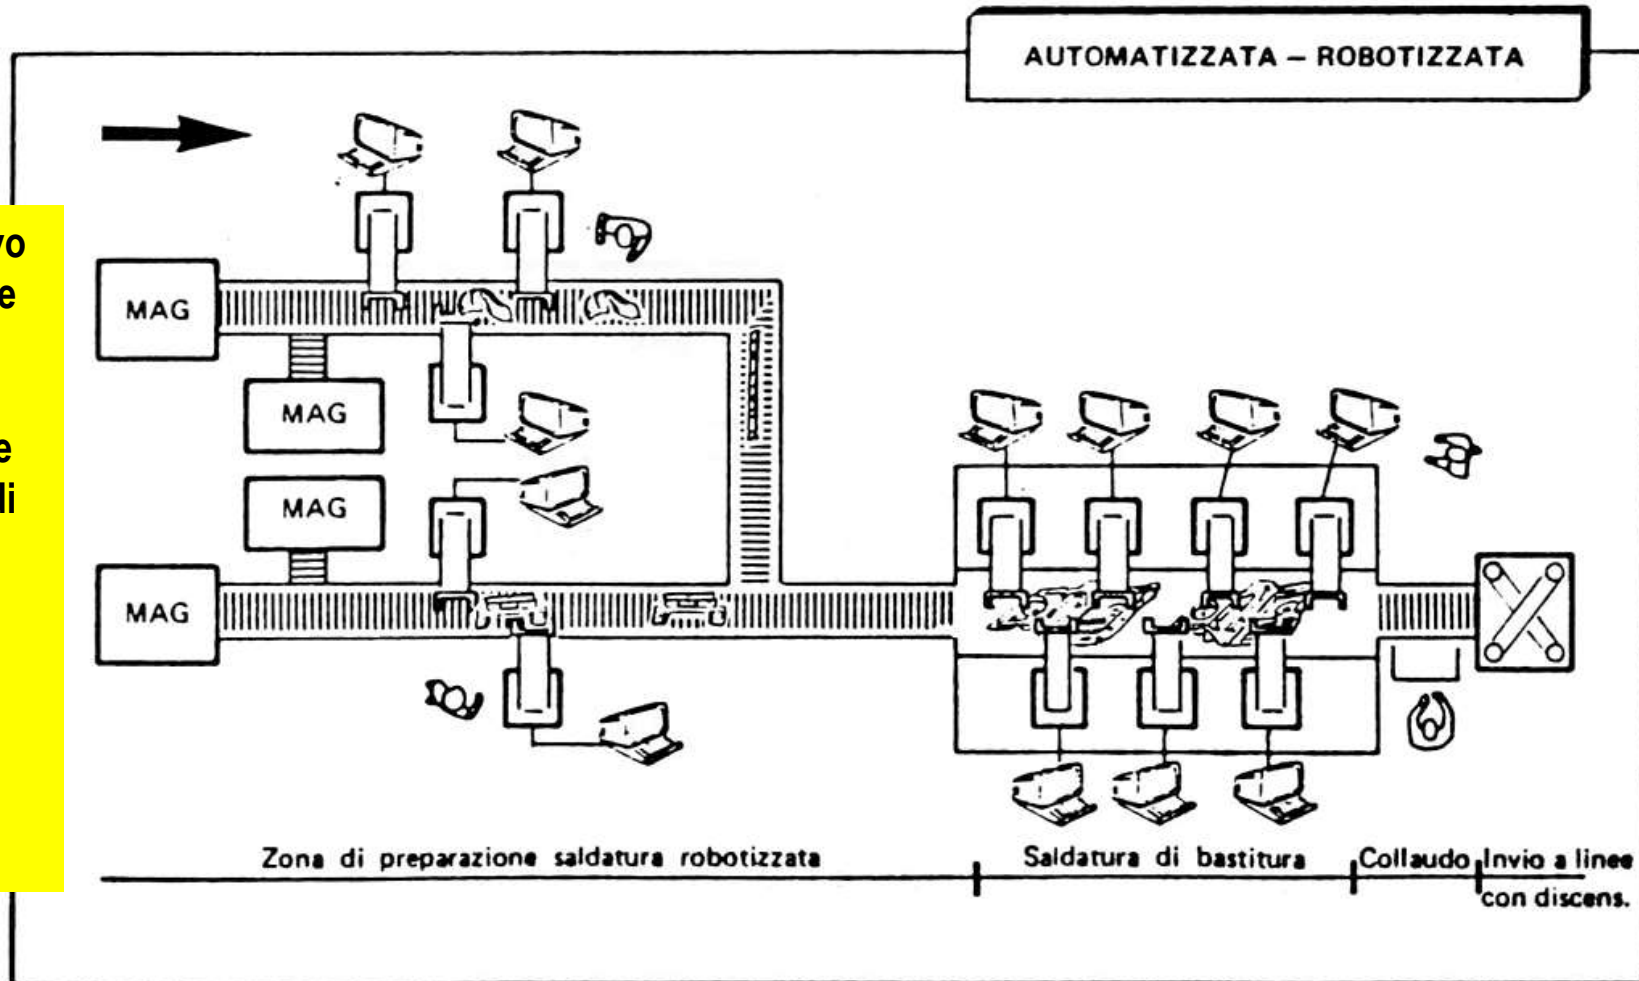 AUTOMATIZZATA – ROBOTIZZATA
MAG
MAG
MAG
MAG
Zona di preparazione saldatura robotizzata
Saldatura di bastitura
Collaudo
Invio a linee
con discens.